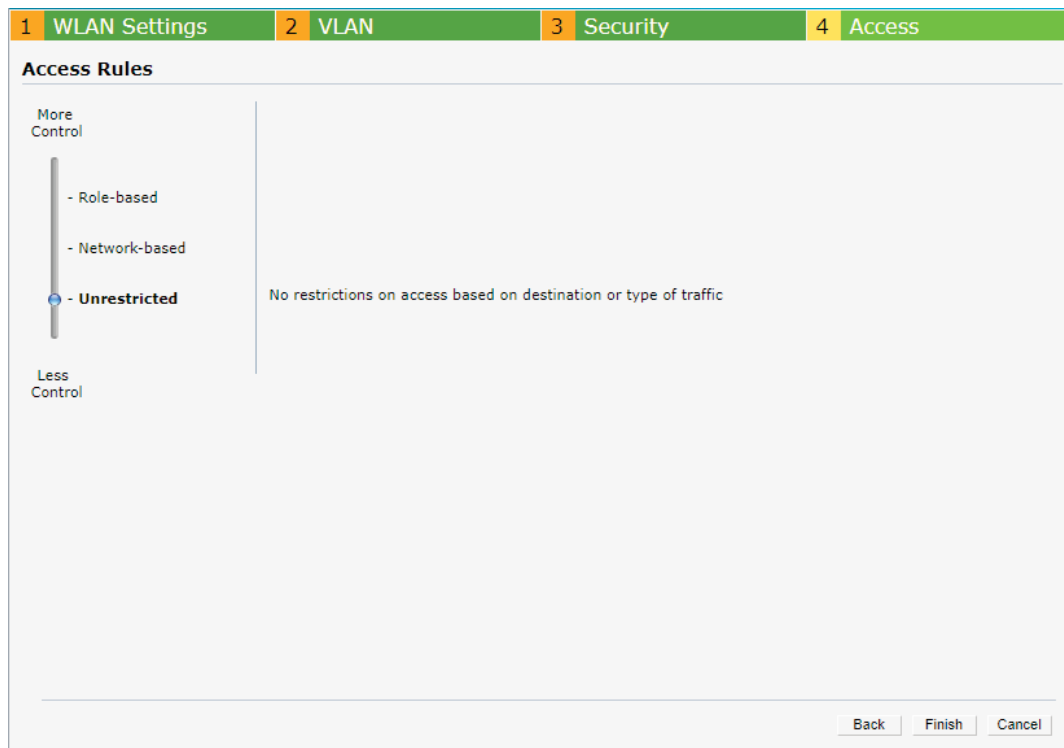 1 WLAN Settings 2 VLAN 3 Security 4 Access
Access Rules
More
Control
- Role-based
- Network-based
- Unrestricted
No restrictions on access based on destination or type of traffic
Less
Control
Back Finish Cancel